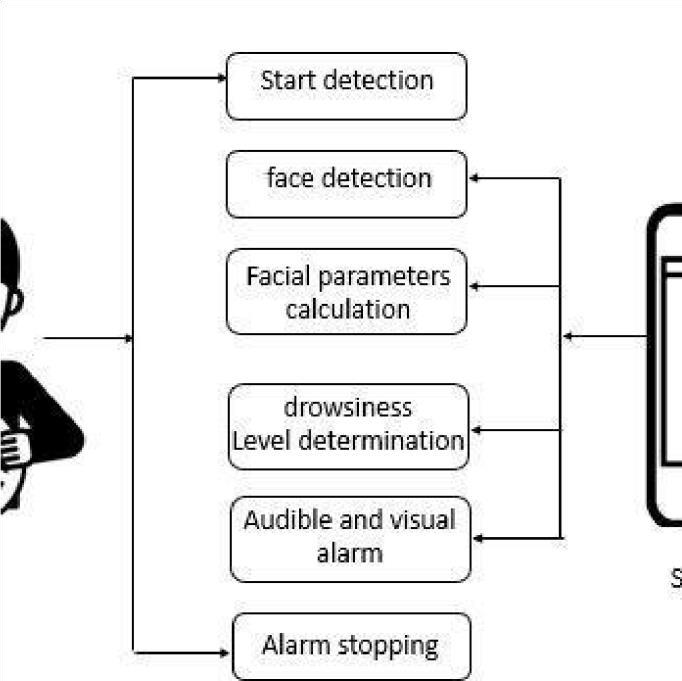 Start detection
face detection
Facial parameters
calculation
drowsiness
Level determination
Audible and visual
alarm
Alarm stopping